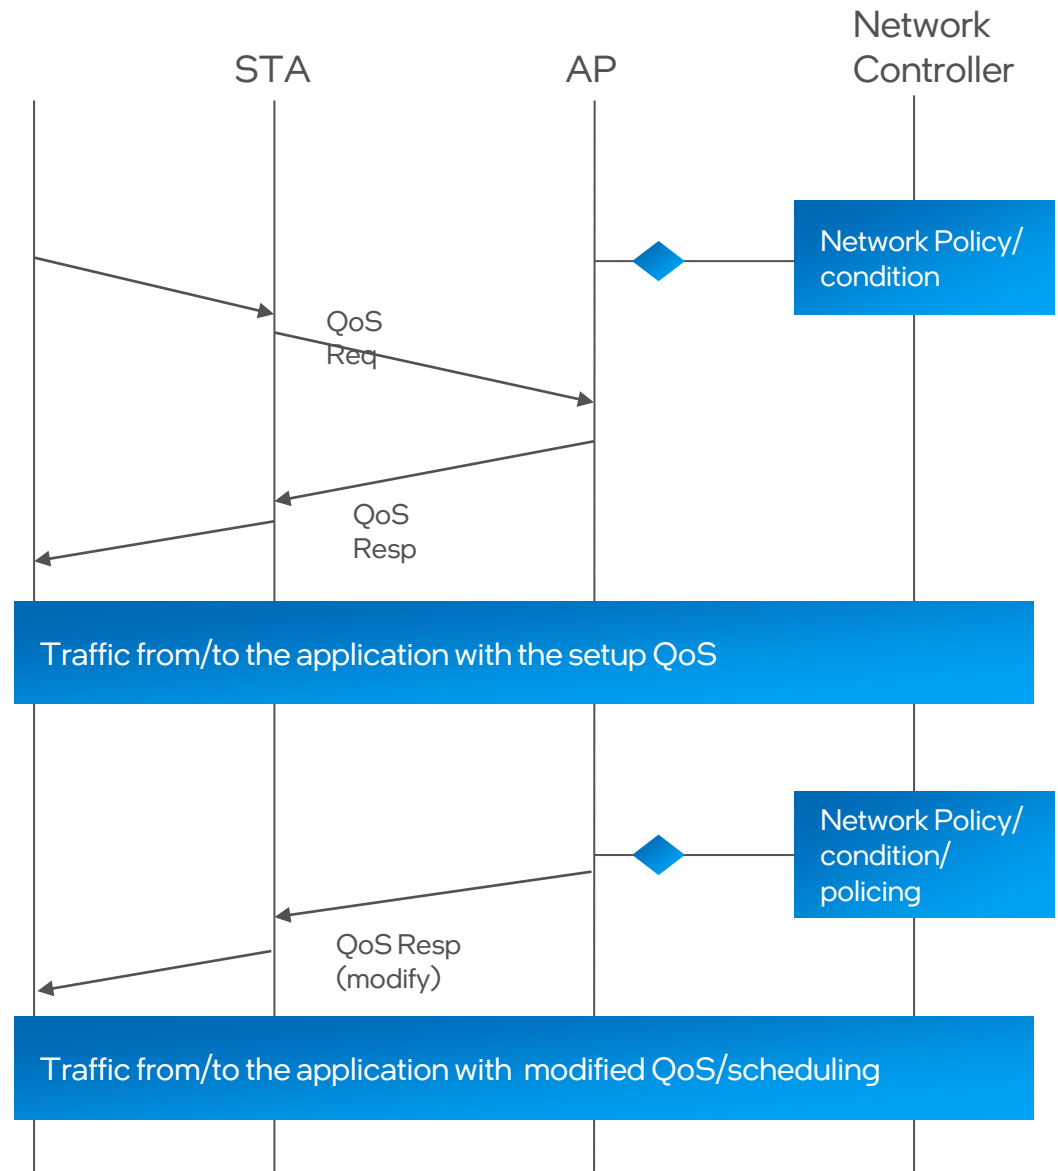 Network
Controller
STA
AP
Network Policy/
condition
QoS
Req
QoS
Resp
Traffic from/to the application with the setup QoS
Network Policy/
condition/
policing
QoS Resp
(modify)
Traffic from/to the application with modified QoS/scheduling